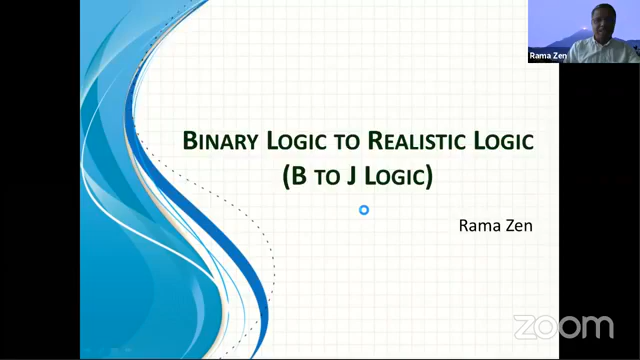 Rama Zen
BINARY LOGIC TO REALISTIC LOGIC
(B TO J LOGIC)
Rama Zen
zoom